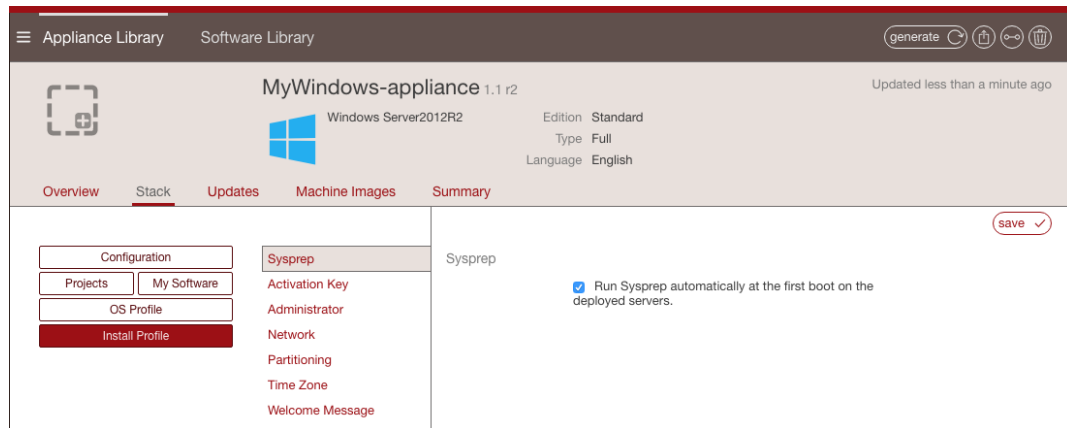 Appliance Library
Software Library
generate
MyWindows-appliance 1.1 r2
Updated less than a minute ago
Windows Server2012R2
Edition Standard
Type Full
Language English
Overview
Stack
Updates
Machine Images
Summary
save
Configuration
Projects
My Software
OS Profile
Install Profile
Sysprep
Activation Key
Administrator
Network
Partitioning
Time Zone
Welcome Message
Sysprep
Run Sysprep automatically at the first boot on the
deployed servers.